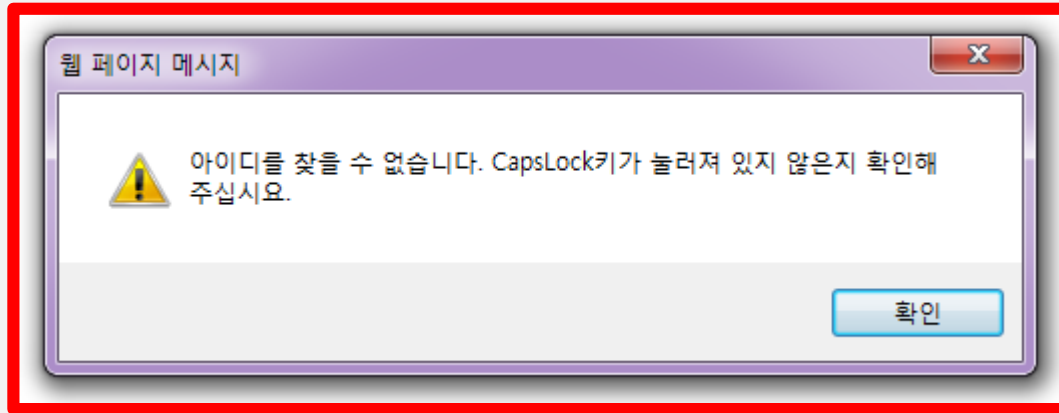 웹 페이지 메시지
아이디를 찾을 수 없습니다. CapsLock키가 눌러져 있지 않은지 확인해
주십시요.
확인